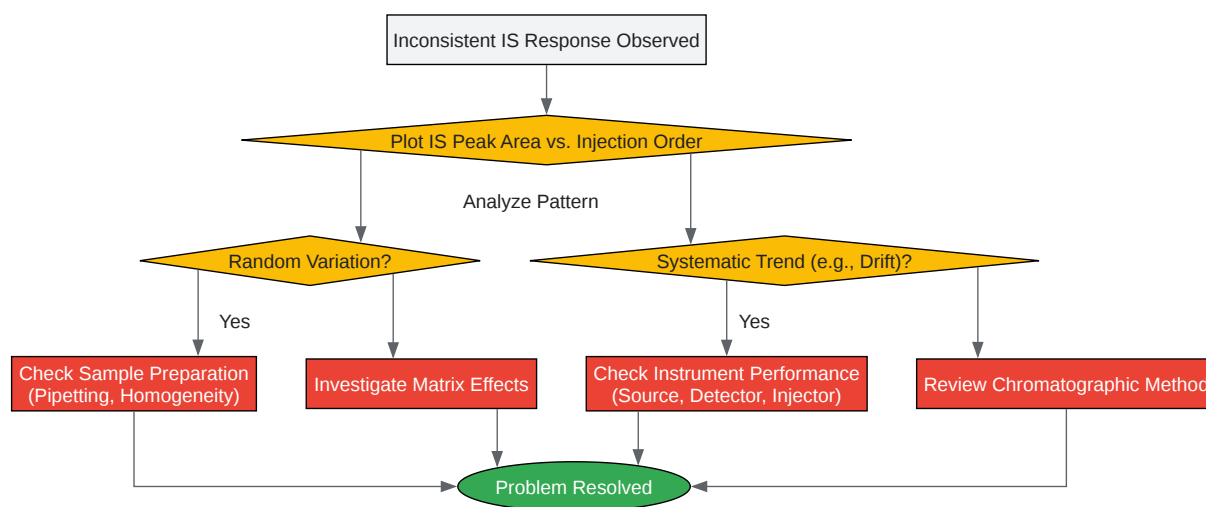 Inconsistent IS Response Observed
Plot IS Peak Area vs. Injection Order
Analyze Pattern
Random Variation?
Systematic Trend (e.g., Drift)?
Yes
Yes
Check Sample Preparation
(Pipetting, Homogeneity)
Investigate Matrix Effects
Check Instrument Performance
(Source, Detector, Injector)
Review Chromatographic Method
Problem Resolved